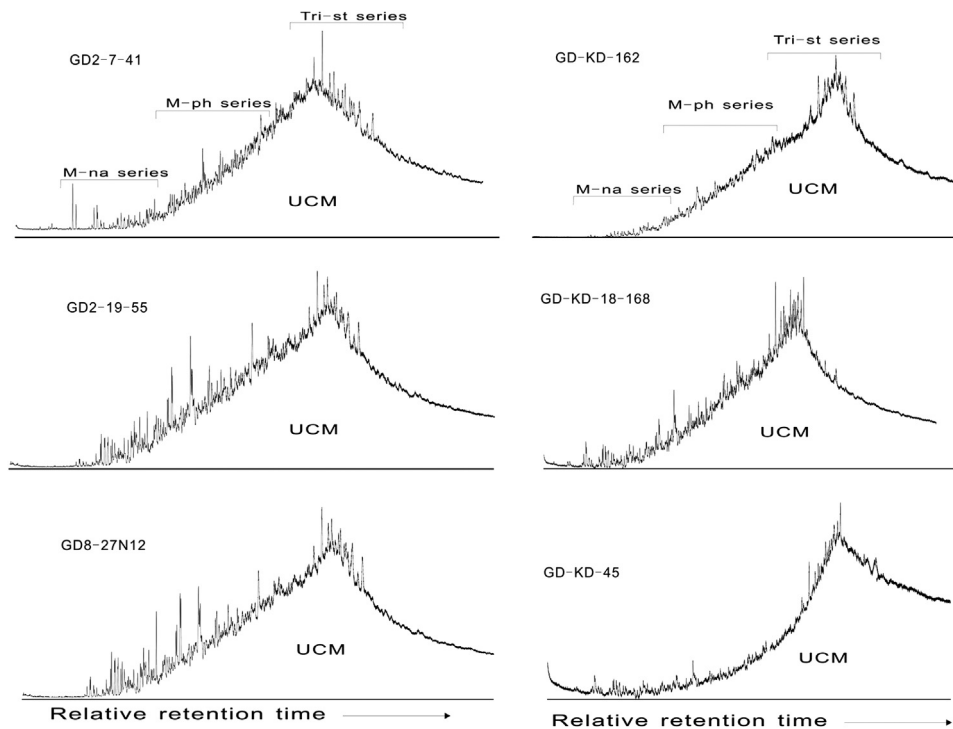 Tri-st series
GD2-7-41
M-ph series
M-na series
UCM
GD-KD-162
Tri-st series
M-ph series
M-na series
UCM
GD2-19-55
UCM
GD-KD-18-168
UCM
GD8-27N12
UCM
Relative retention time
GD-KD-45
UCM
Relative retention time